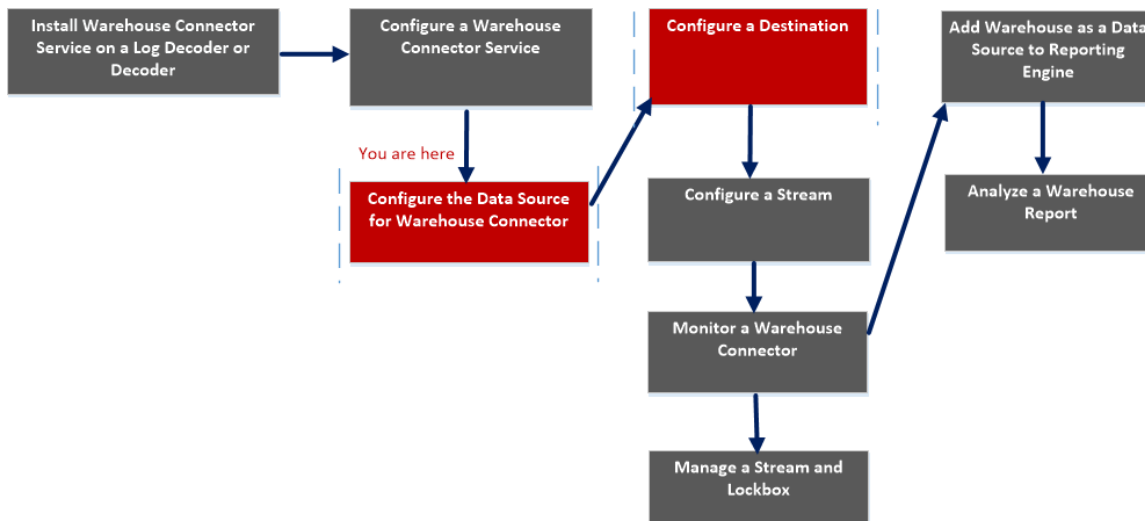 Install Warehouse Connector
Service on a Log Decoder or
Decoder
Configure a Warehouse
Connector Service
You are here
Configure the Data Source
for Warehouse Connector
Configure a Destination
Configure a Stream
Monitor a Warehouse
Connector
Manage a Stream and
Lockbox
Add Warehouse as a Data
Source to Reporting
Engine
Analyze a Warehouse
Report